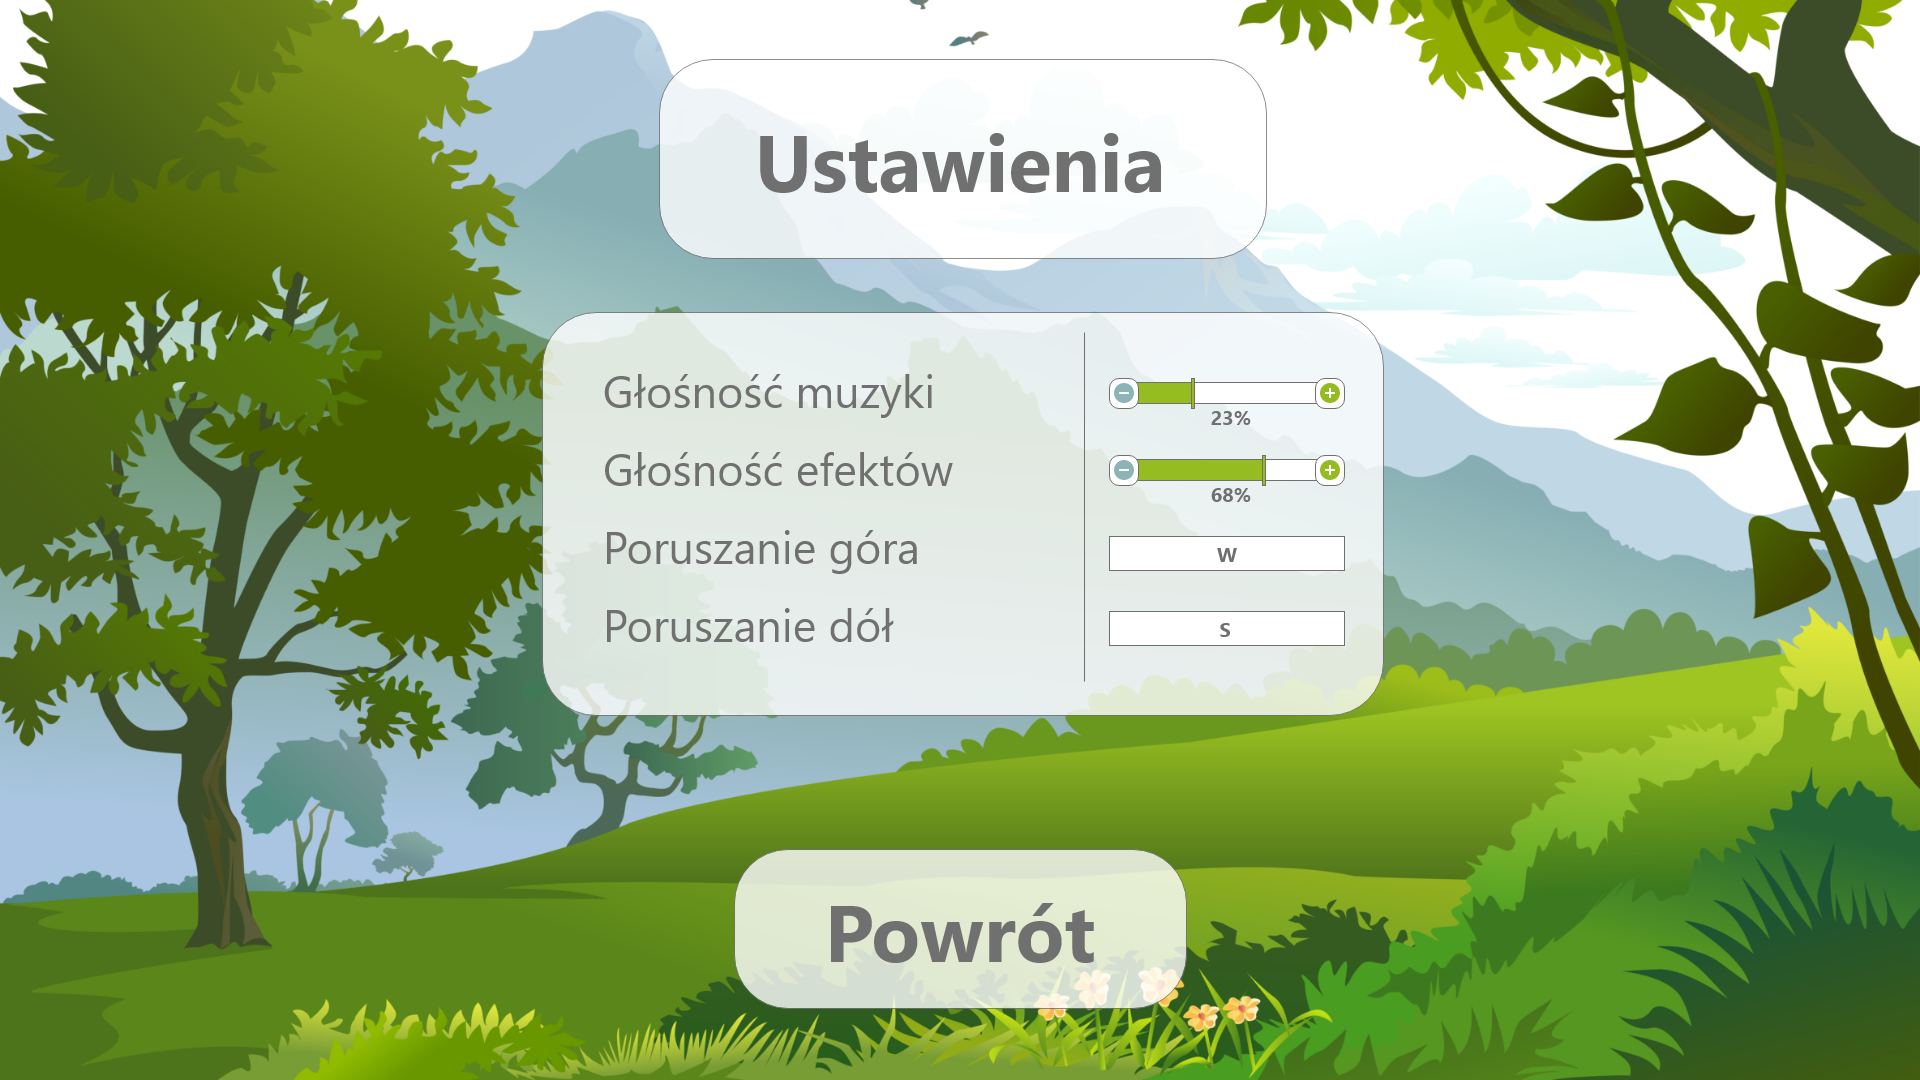 Ustawienia
Głośność muzyki
23%
Głośność efektów
68%
Poruszanie góra
W
Poruszanie dół
S
Powrót